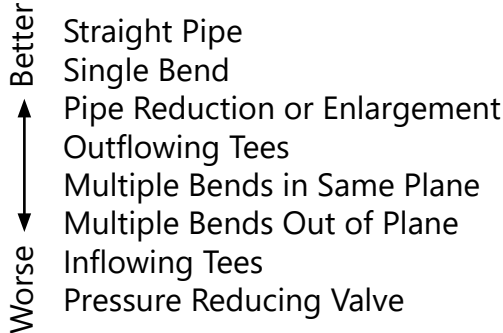 Better
Worse
Straight Pipe
Single Bend
Pipe Reduction or Enlargement
Outflowing Tees
Multiple Bends in Same Plane
Multiple Bends Out of Plane
Inflowing Tees
Pressure Reducing Valve